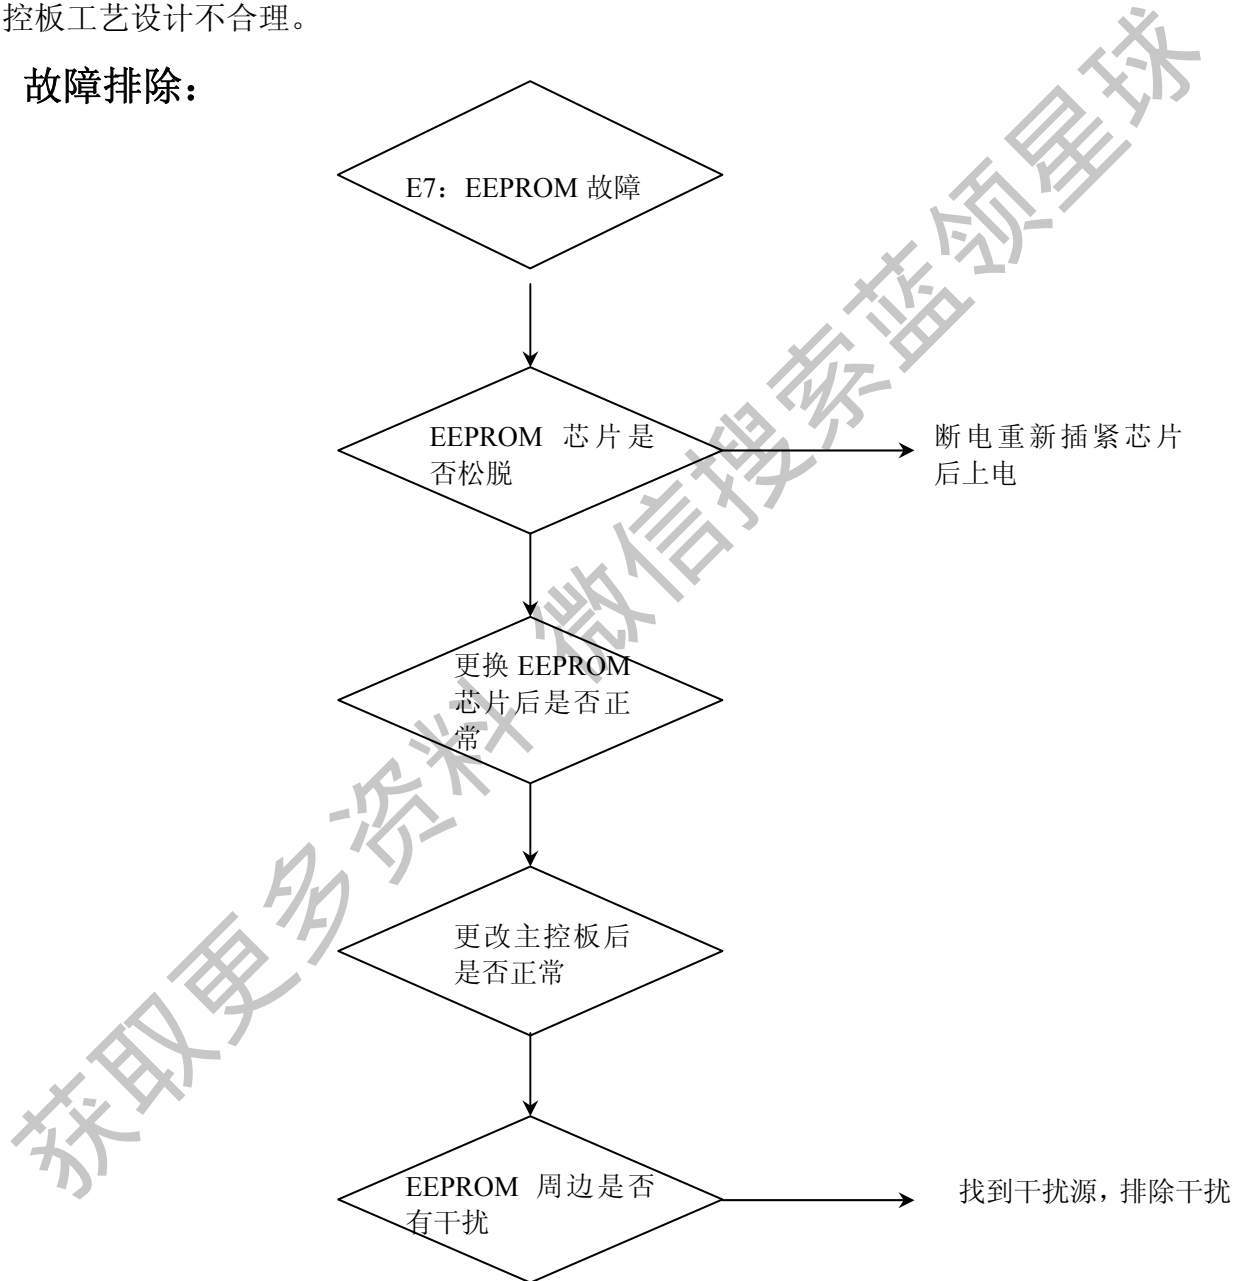 控板工艺设计不合理。
故障排除：
E7：EEPROM 故障
EEPROM 芯片是
否松脱
断电重新插紧芯片
后上电
更换 EEPROM
芯片后是否正
常
更改主控板后
是否正常
EEPROM 周边是否
有干扰
找到干扰源，排除干扰
获取更多资料 微信搜索蓝领星球